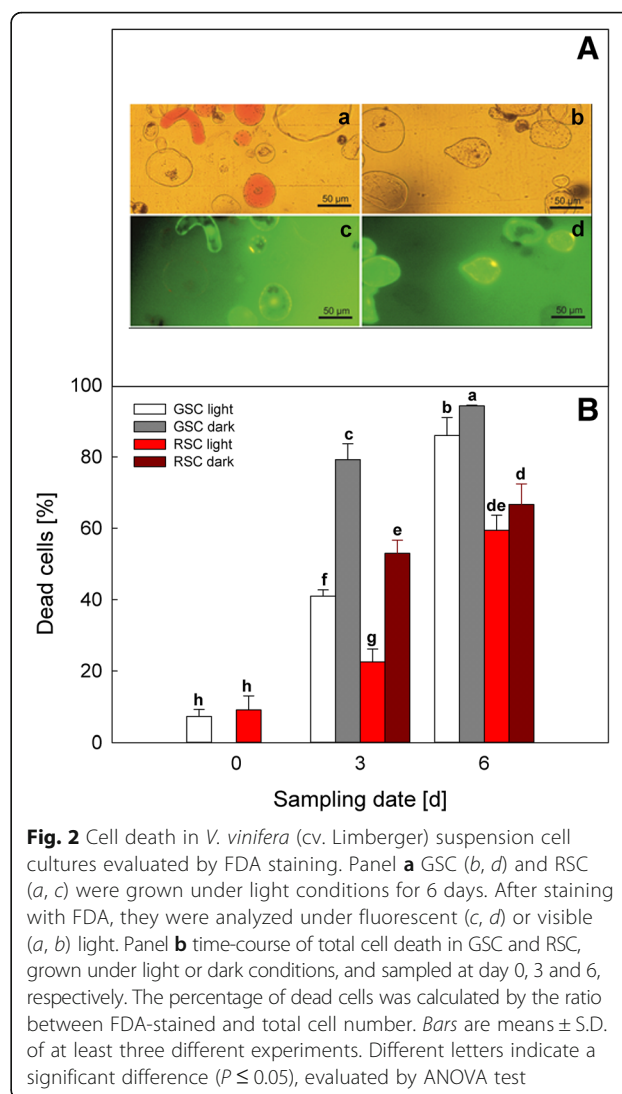 A
a
b
50 µm
50 µm
c
d
50 µm
50 µm
B
100
80
60
40
20
0
Dead cells [%]
GSC light
GSC dark
RSC light
RSC dark
h
h
f
c
g
e
b
a
de
d
0
3
6
Sampling date [d]
Fig. 2 Cell death in V. vinifera (cv. Limberger) suspension cell
cultures evaluated by FDA staining. Panel a GSC (b, d) and RSC
(a, c) were grown under light conditions for 6 days. After staining
with FDA, they were analyzed under fluorescent (c, d) or visible
(a, b) light. Panel b time-course of total cell death in GSC and RSC,
grown under light or dark conditions, and sampled at day 0, 3 and 6,
respectively. The percentage of dead cells was calculated by the ratio
between FDA-stained and total cell number. Bars are means ± S.D.
of at least three different experiments. Different letters indicate a
significant difference (P ≤ 0.05), evaluated by ANOVA test